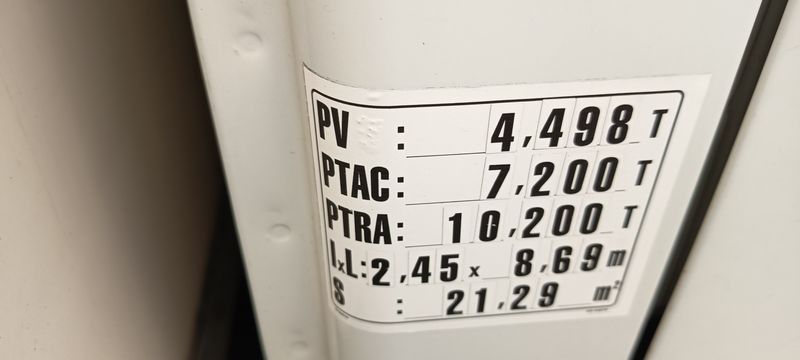 PV : 4,498 T
PTAC: 7,200 T
PTRA: 10,200 T
lxL: 2,45 x 8,69 m
S : 21,29 m²